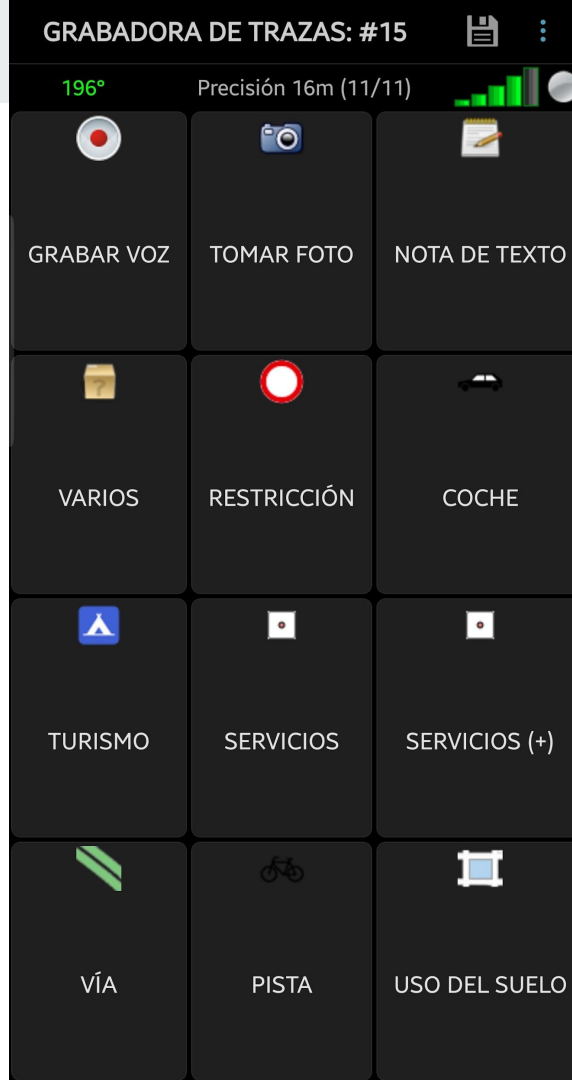 GRABADORA DE TRAZAS: #15
196° Precisión 16m (11/11)
GRABAR VOZ TOMAR FOTO NOTA DE TEXTO
?
VARIOS RESTRICCIÓN COCHE
TURISMO SERVICIOS SERVICIOS (+)
VÍA PISTA USO DEL SUELO